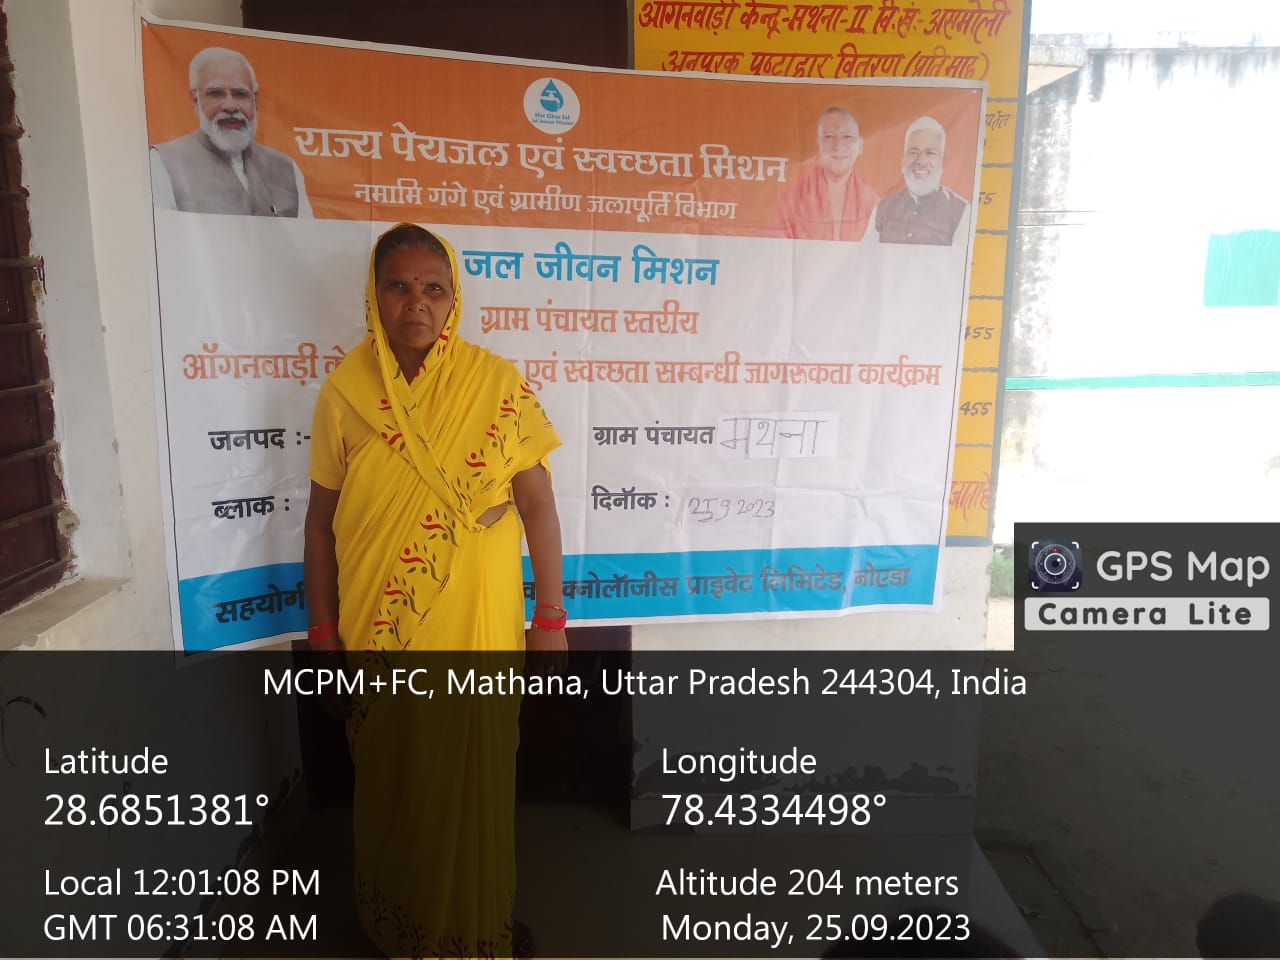 आंगनबाड़ी केन्द्र-मथना-II वि.खं.-असमोली
अनुपूरक पुष्टाहार वितरण (प्रति माह)
Har Ghar Jal
Jal Jeevan Mission
राज्य पेयजल एवं स्वच्छता मिशन
नमामि गंगे एवं ग्रामीण जलापूर्ति विभाग
जल जीवन मिशन
ग्राम पंचायत स्तरीय
ऑगनबाड़ी के एवं स्वच्छता सम्बन्धी जागरूकता कार्यक्रम
जनपद :- ग्राम पंचायत मथना
ब्लाक : दिनॉक : 25 9 2023
सहयोगी क्नोलॉजीस प्राइवेट लिमिटेड, नोएडा
455
455
जाता है
GPS Map
Camera Lite
MCPM+FC, Mathana, Uttar Pradesh 244304, India
Latitude
28.6851381°
Longitude
78.4334498°
Local 12:01:08 PM
GMT 06:31:08 AM
Altitude 204 meters
Monday, 25.09.2023